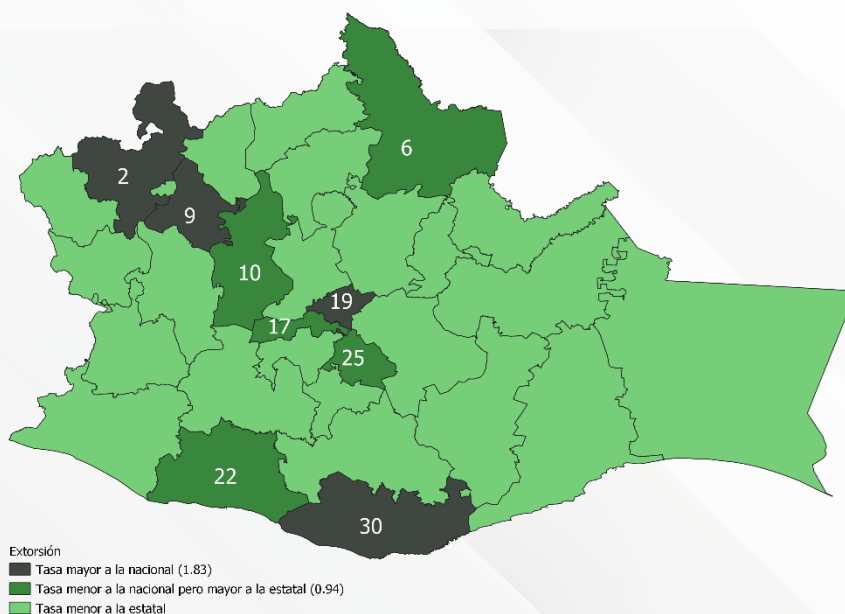 6
2
9
10
19
17
25
22
30
Extorsión
Tasa mayor a la nacional (1.83)
Tasa menor a la nacional pero mayor a la estatal (0.94)
Tasa menor a la estatal